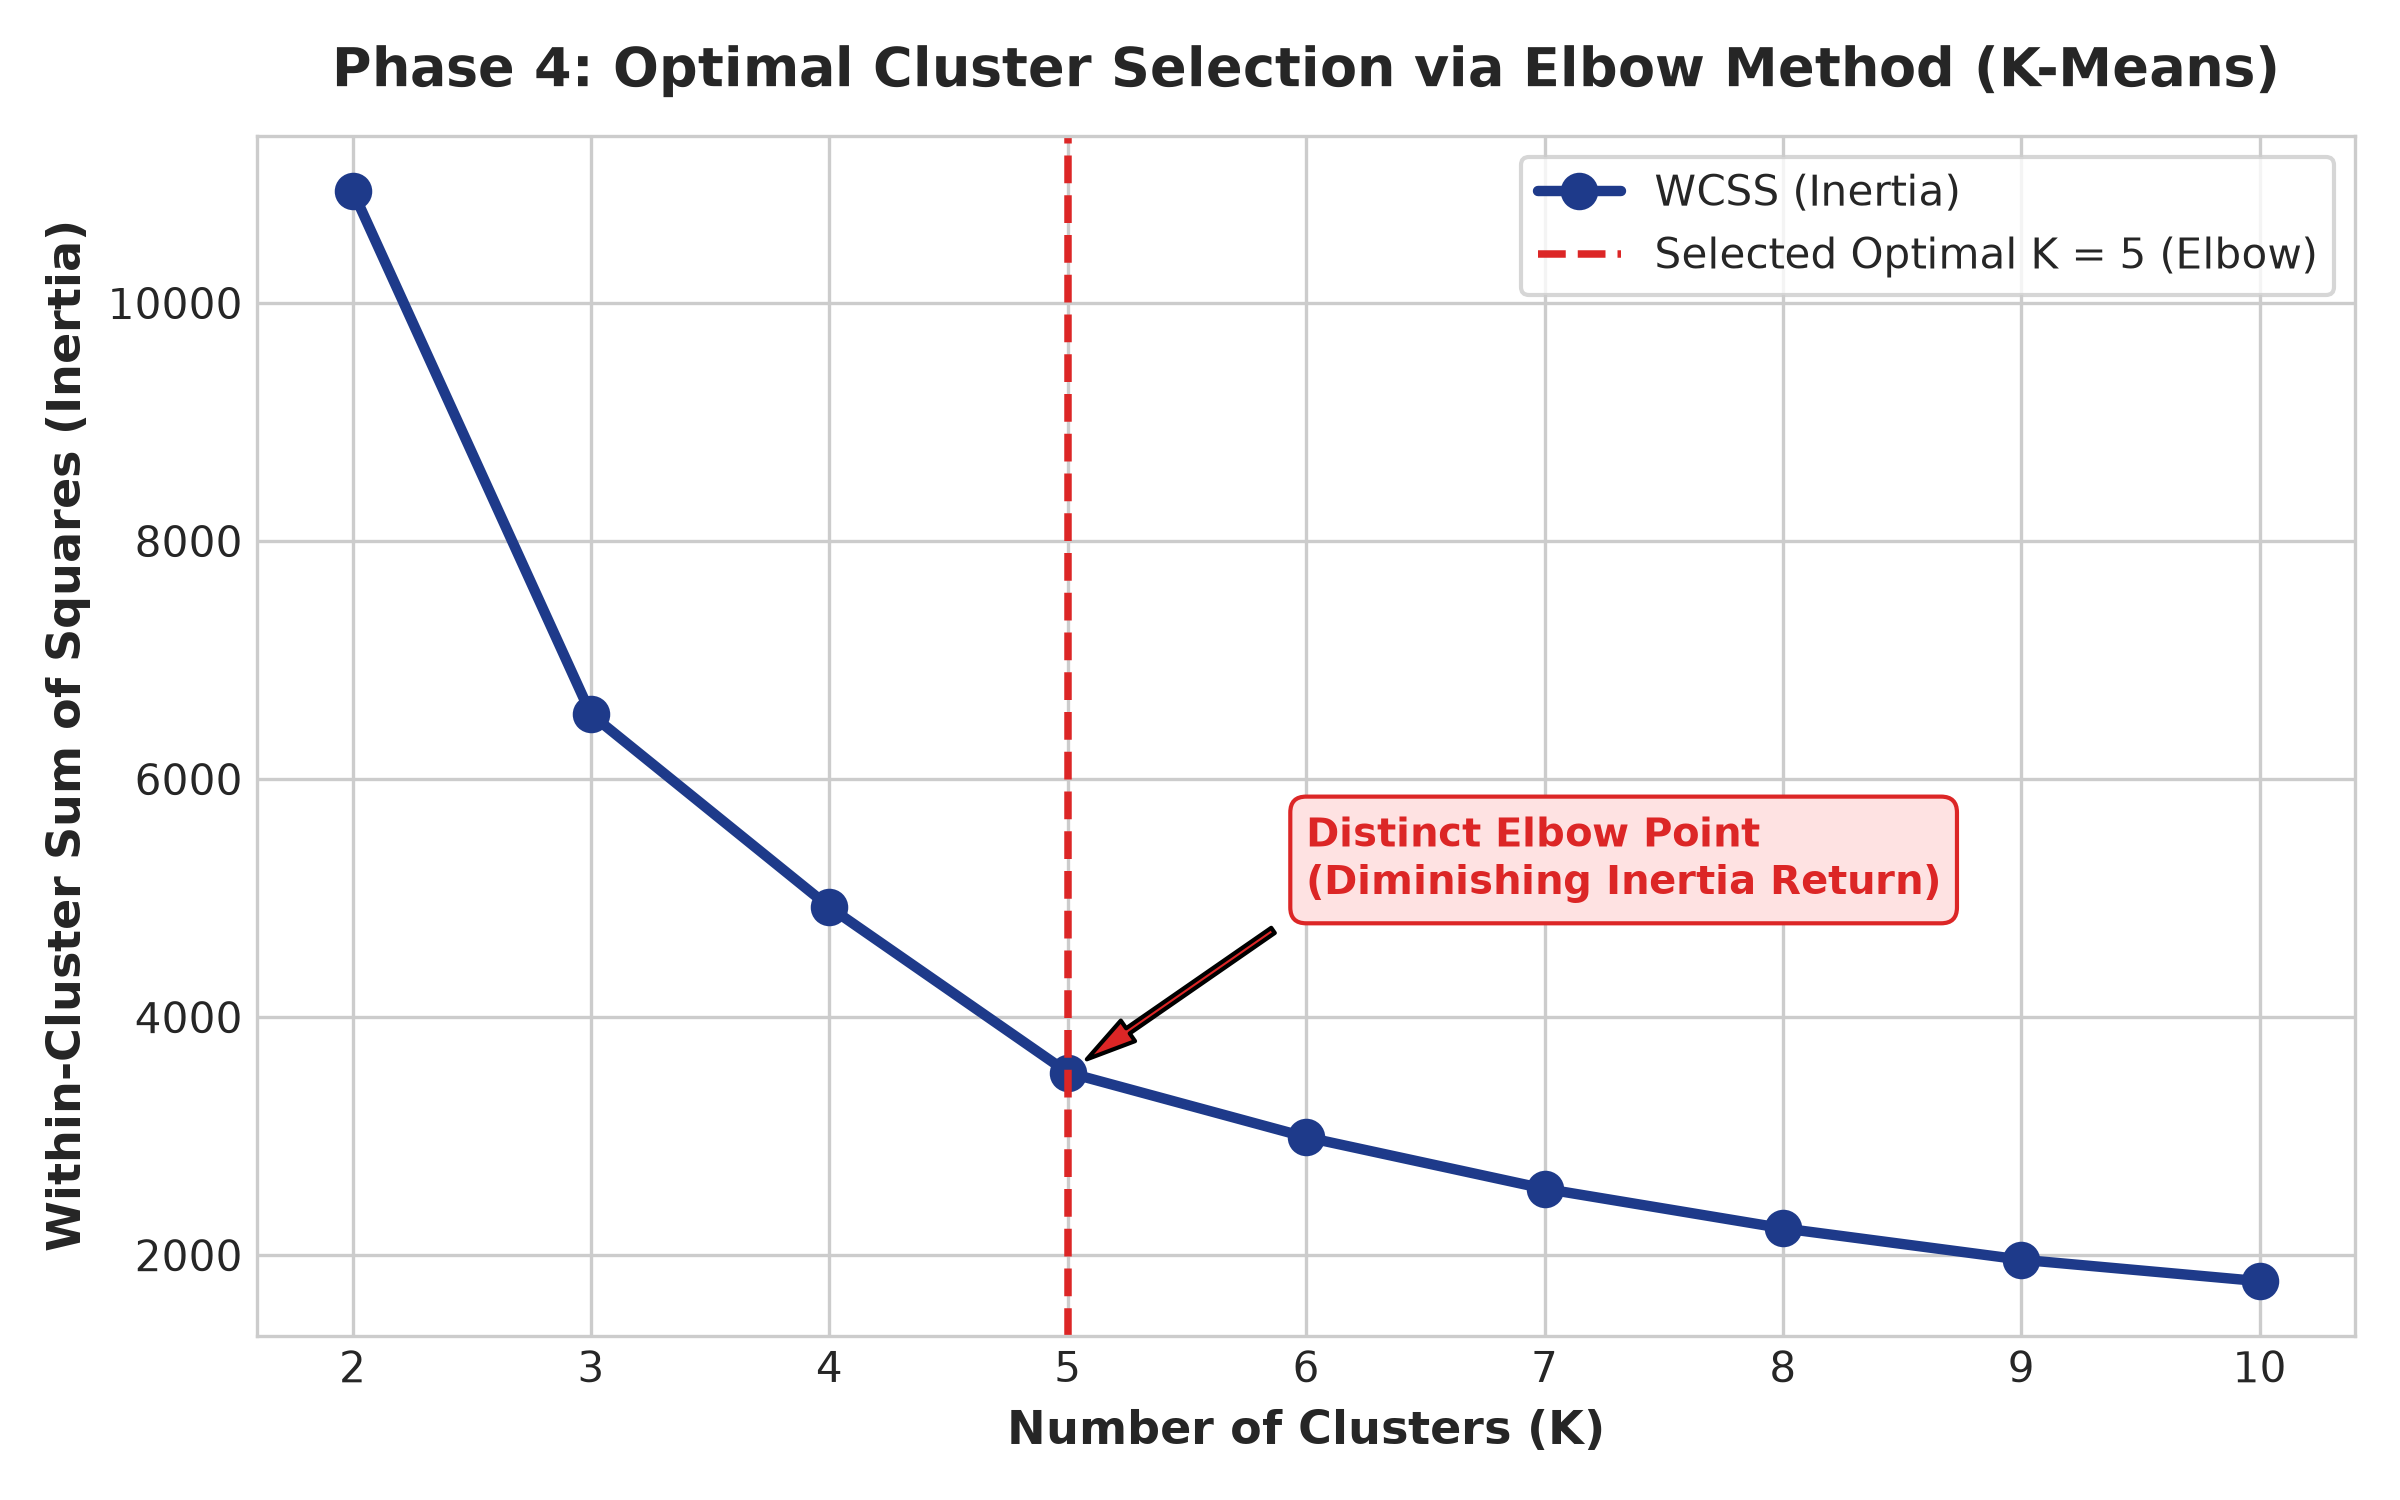 Phase 4: Optimal Cluster Selection via Elbow Method (K-Means)
WCSS (Inertia)
Selected Optimal K = 5 (Elbow)
Within-Cluster Sum of Squares (Inertia)
10000
8000
6000
4000
2000
Distinct Elbow Point
(Diminishing Inertia Return)
2 3 4 5 6 7 8 9 10
Number of Clusters (K)